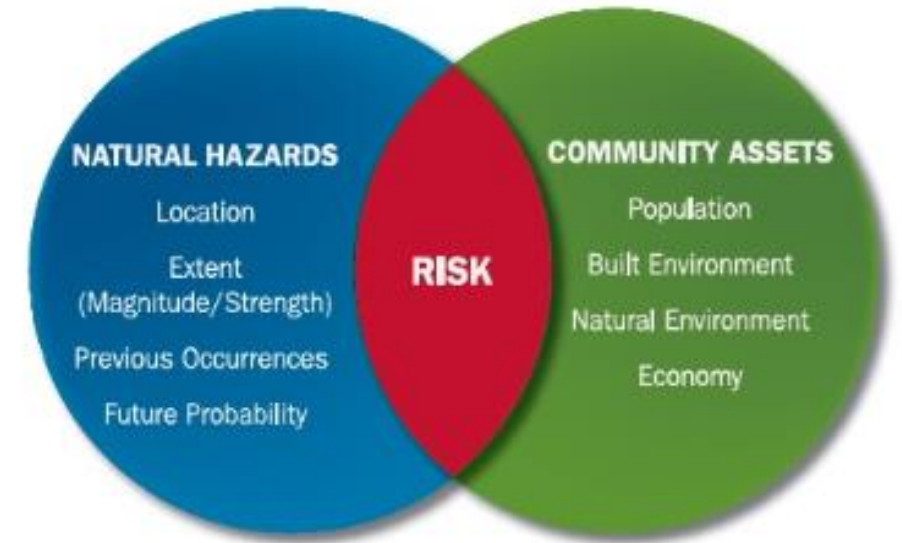 NATURAL HAZARDS
Location
Extent
(Magnitude/Strength)
Previous Occurrences
Future Probability
RISK
COMMUNITY ASSETS
Population
Built Environment
Natural Environment
Economy